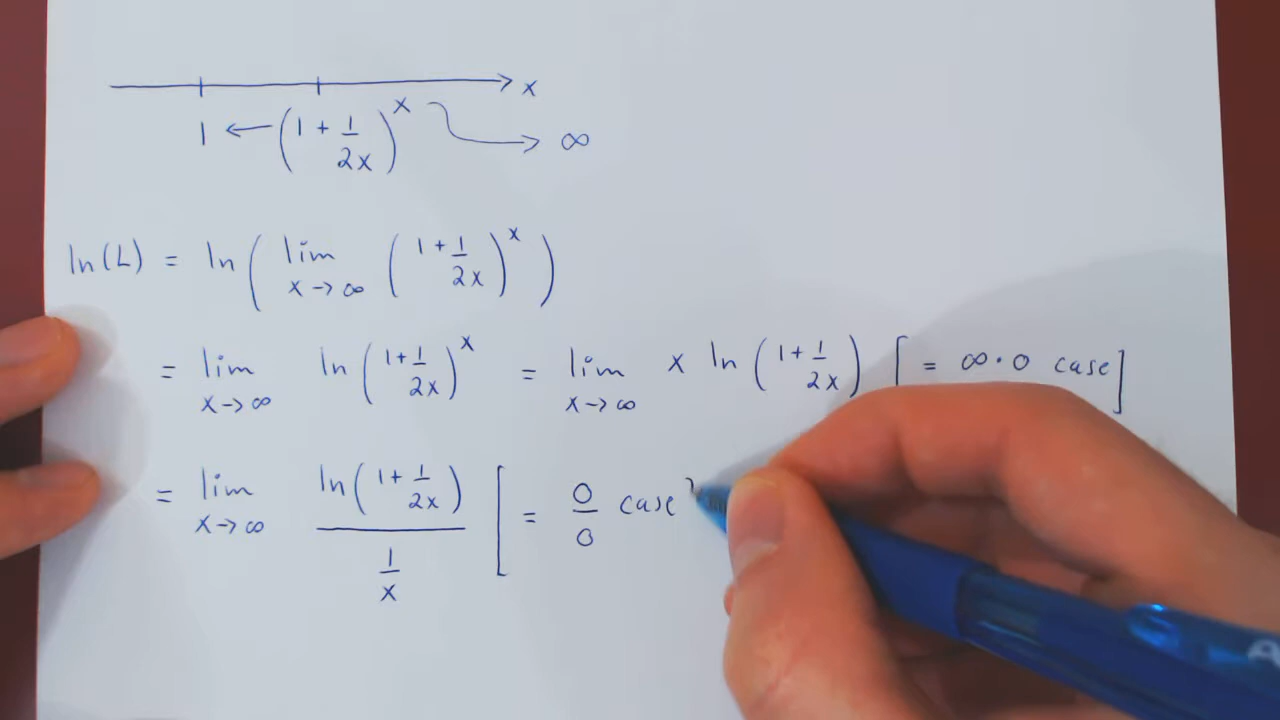 x
1 ← (1 + 1/2x)^x → ∞
ln(L) = ln( lim x→∞ (1 + 1/2x)^x )
= lim x→∞ ln(1 + 1/2x)^x = lim x→∞ x ln(1 + 1/2x) [ = ∞ · 0 case ]
= lim x→∞ ln(1 + 1/2x) / 1/x [ = 0/0 case